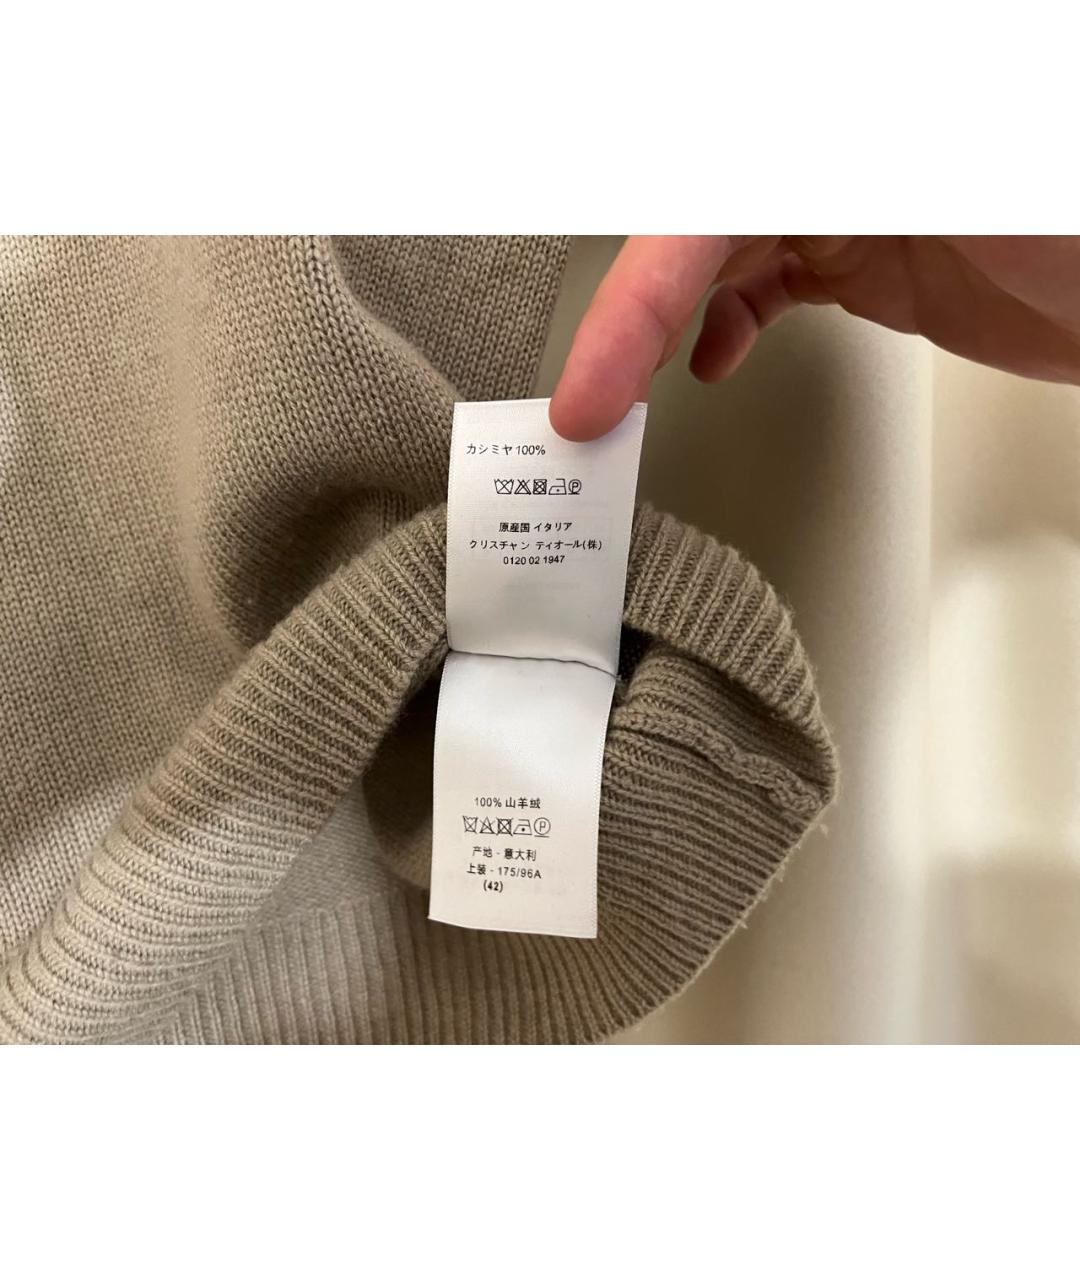 カシミヤ 100%
P
原産国 イタリア
クリスチャン ディオール(株)
0120 02 1947
100% 山羊绒
P
产地 - 意大利
上装 - 175/96A
(42)